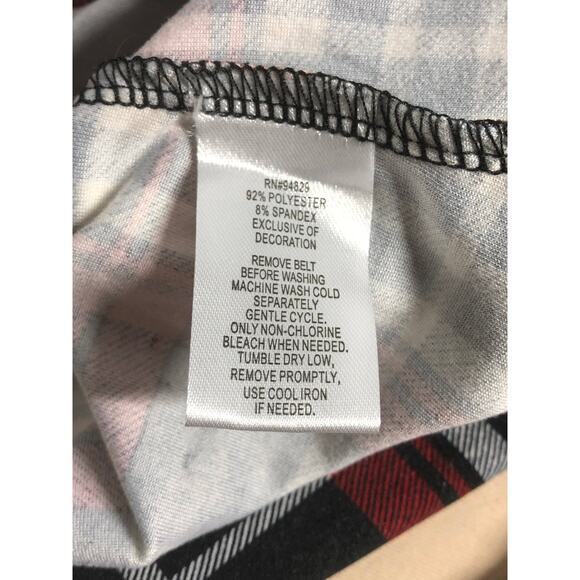 RN#94829
92% POLYESTER
8% SPANDEX
EXCLUSIVE OF
DECORATION
REMOVE BELT
BEFORE WASHING
MACHINE WASH COLD
SEPARATELY
GENTLE CYCLE.
ONLY NON-CHLORINE
BLEACH WHEN NEEDED.
TUMBLE DRY LOW,
REMOVE PROMPTLY,
USE COOL IRON
IF NEEDED.